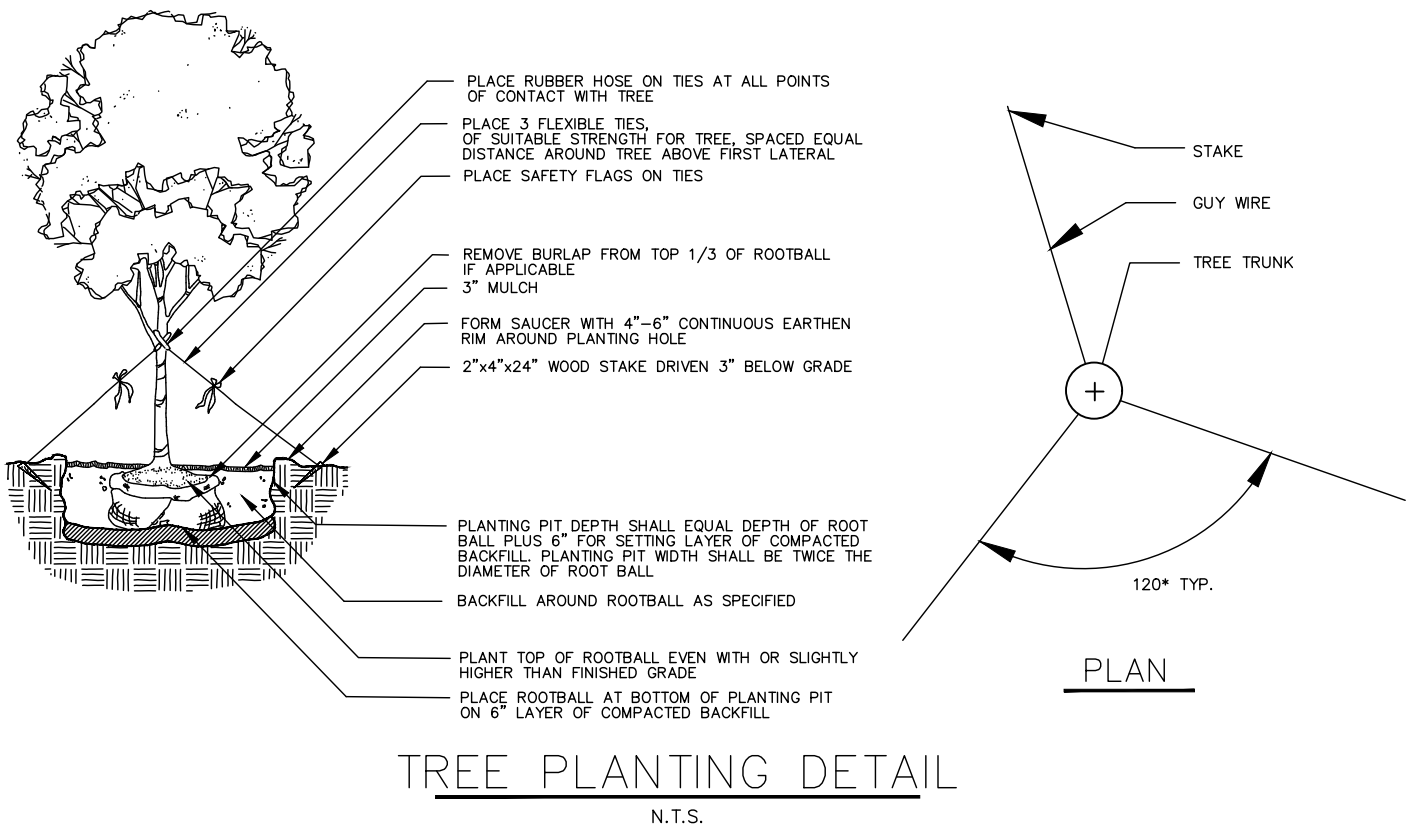 PLACE RUBBER HOSE ON TIES AT ALL POINTS
OF CONTACT WITH TREE
PLACE 3 FLEXIBLE TIES,
OF SUITABLE STRENGTH FOR TREE, SPACED EQUAL
DISTANCE AROUND TREE ABOVE FIRST LATERAL
PLACE SAFETY FLAGS ON TIES
REMOVE BURLAP FROM TOP 1/3 OF ROOTBALL
IF APPLICABLE
3" MULCH
FORM SAUCER WITH 4"-6" CONTINUOUS EARTHEN
RIM AROUND PLANTING HOLE
2"x4"x24" WOOD STAKE DRIVEN 3" BELOW GRADE
PLANTING PIT DEPTH SHALL EQUAL DEPTH OF ROOT
BALL PLUS 6" FOR SETTING LAYER OF COMPACTED
BACKFILL. PLANTING PIT WIDTH SHALL BE TWICE THE
DIAMETER OF ROOT BALL
BACKFILL AROUND ROOTBALL AS SPECIFIED
PLANT TOP OF ROOTBALL EVEN WITH OR SLIGHTLY
HIGHER THAN FINISHED GRADE
PLACE ROOTBALL AT BOTTOM OF PLANTING PIT
ON 6" LAYER OF COMPACTED BACKFILL
STAKE
GUY WIRE
TREE TRUNK
120* TYP.
PLAN
TREE PLANTING DETAIL
N.T.S.